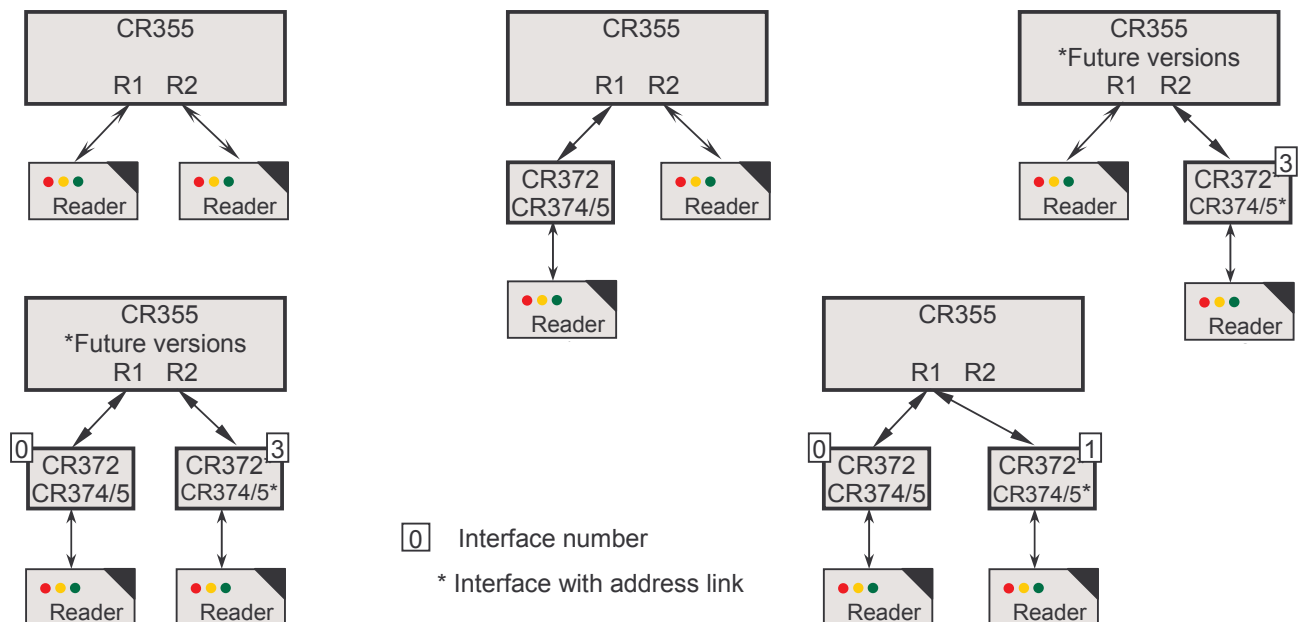 CR355
R1 R2
Reader
Reader
CR355
R1 R2
CR372
CR374/5
Reader
Reader
CR355
*Future versions
R1 R2
Reader
3
CR372*
CR374/5*
Reader
CR355
*Future versions
R1 R2
0
CR372
CR374/5
3
CR372*
CR374/5*
Reader
Reader
0 Interface number
* Interface with address link
CR355
R1 R2
0
CR372
CR374/5
1
CR372*
CR374/5*
Reader
Reader